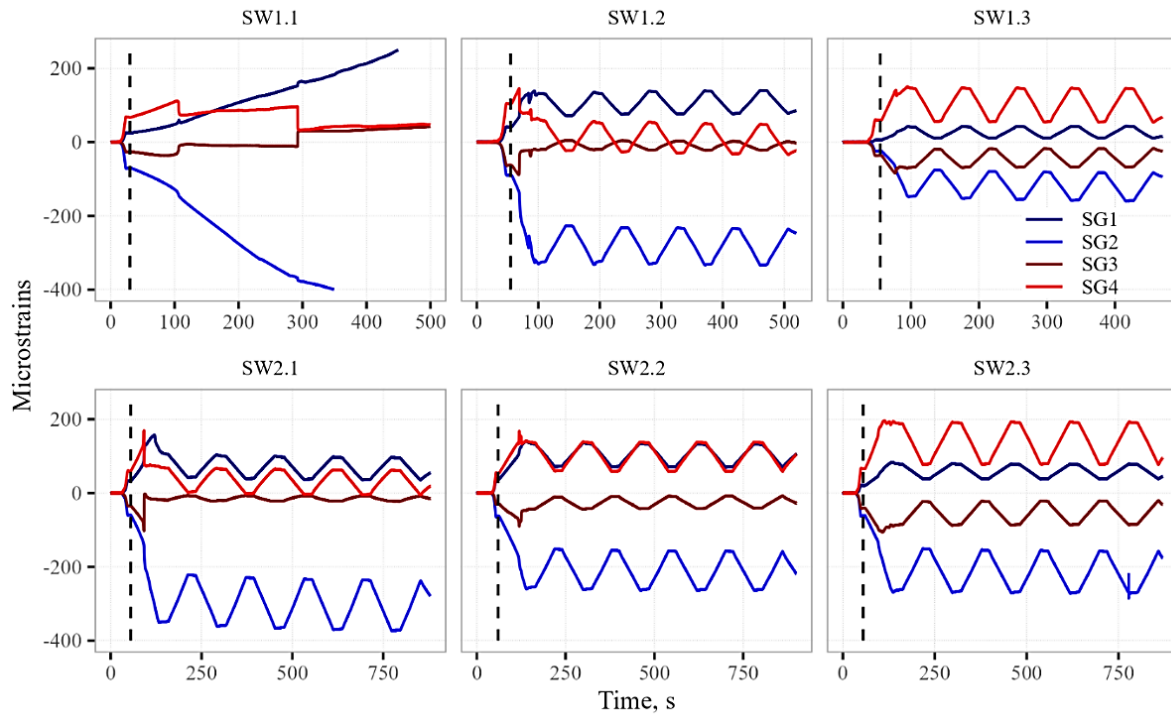 SW1.1 SW1.2 SW1.3
200
0
-200
-400
0 100 200 300 400 500
0 100 200 300 400 500
0 100 200 300 400
SG1
SG2
SG3
SG4
Microstrains
SW2.1 SW2.2 SW2.3
200
0
-200
-400
0 250 500 750
0 250 500 750
0 250 500 750
Time, s